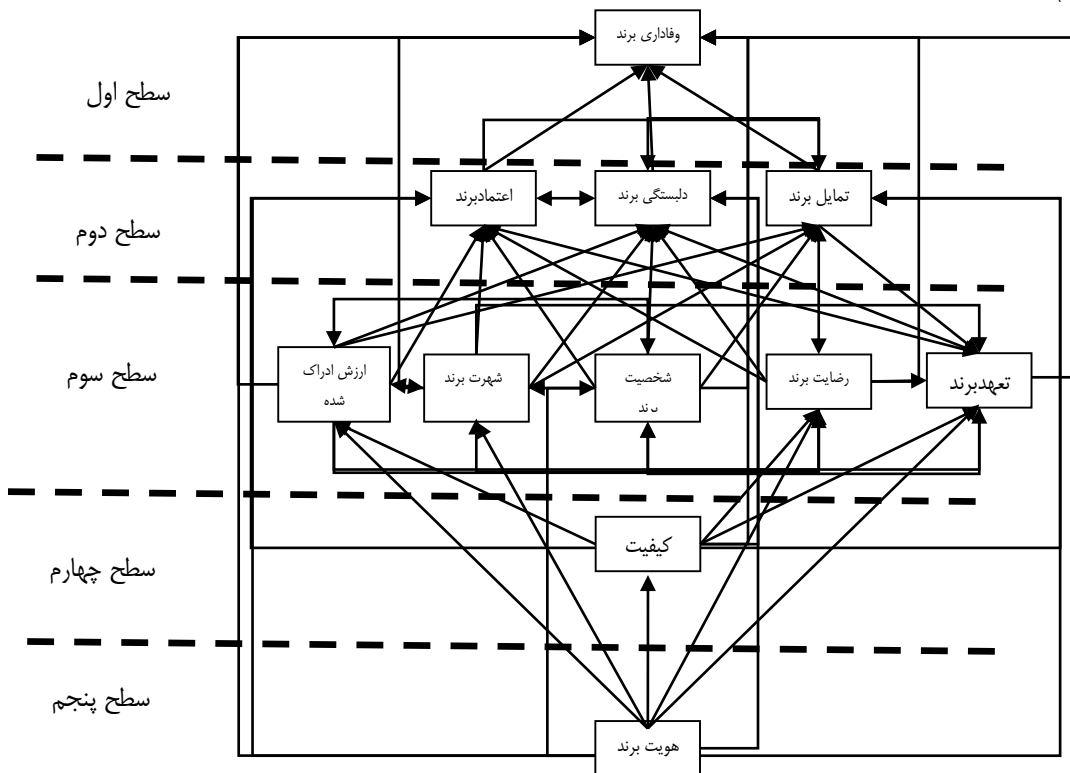 وفاداری برند
سطح اول
اعتمادبرند
دلبستگی برند
تمایل برند
سطح دوم
ارزش ادراک
شده
شهرت برند
شخصیت
رضایت برند
تعهدبرند
سطح سوم
کیفیت
سطح چهارم
هویت برند
سطح پنجم